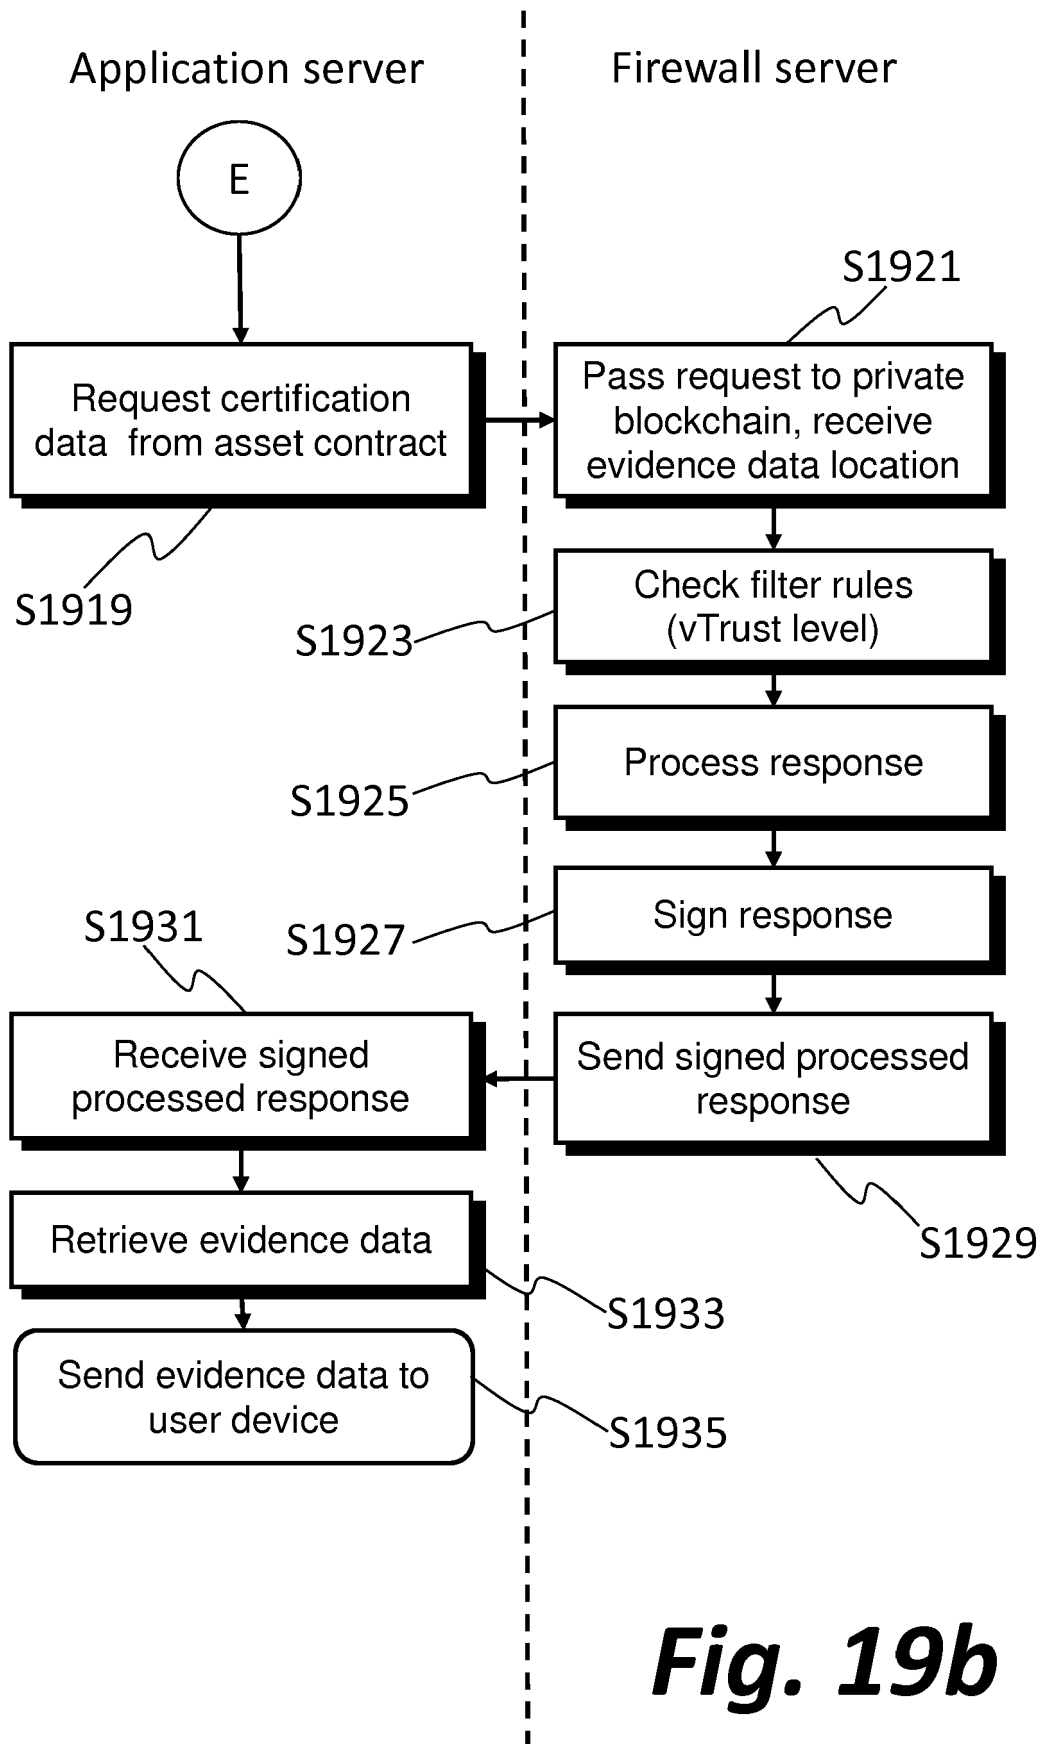 Application server
Firewall server
E
S1921
Request certification
data from asset contract
Pass request to private
blockchain, receive
evidence data location
S1919
Check filter rules
(vTrust level)
S1923
Process response
S1925
Sign response
S1927
S1931
Receive signed
processed response
Send signed processed
response
S1929
Retrieve evidence data
S1933
Send evidence data to
user device
S1935
Fig. 19b